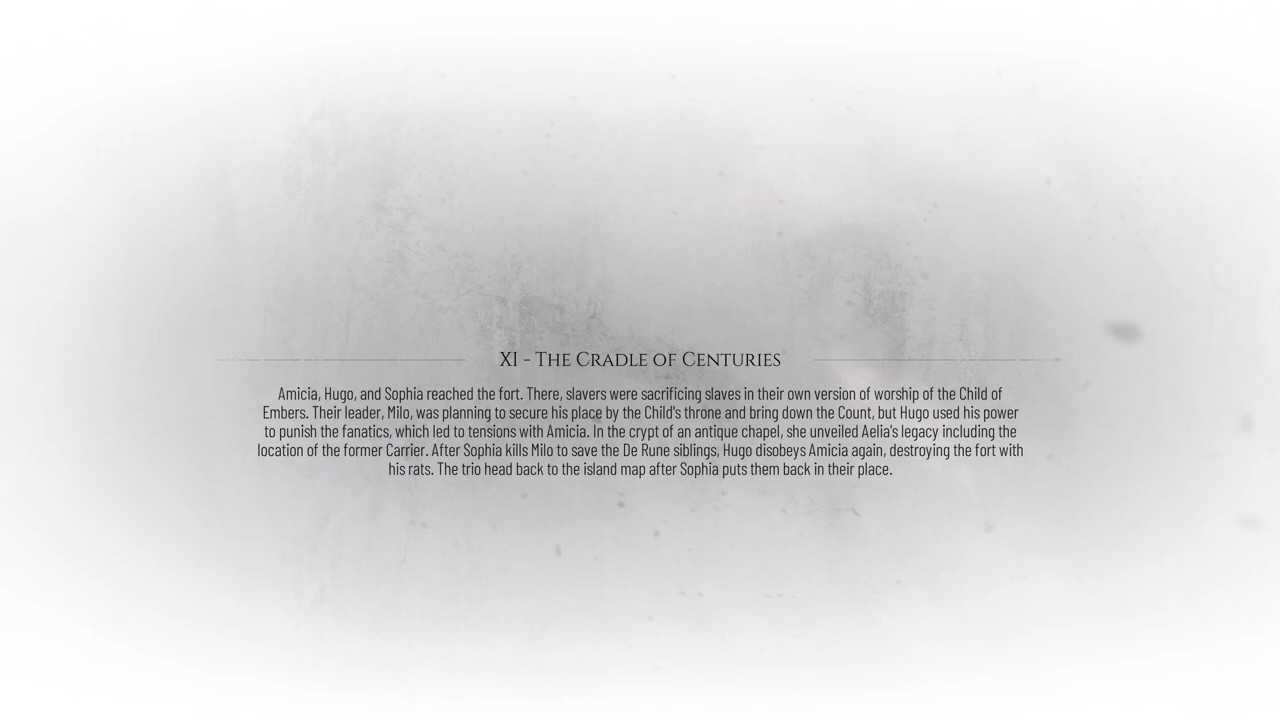 XI - The Cradle of Centuries
Amicia, Hugo, and Sophia reached the fort. There, slavers were sacrificing slaves in their own version of worship of the Child of
Embers. Their leader, Milo, was planning to secure his place by the Child's throne and bring down the Count, but Hugo used his power
to punish the fanatics, which led to tensions with Amicia. In the crypt of an antique chapel, she unveiled Aelia's legacy including the
location of the former Carrier. After Sophia kills Milo to save the De Rune siblings, Hugo disobeys Amicia again, destroying the fort with
his rats. The trio head back to the island map after Sophia puts them back in their place.